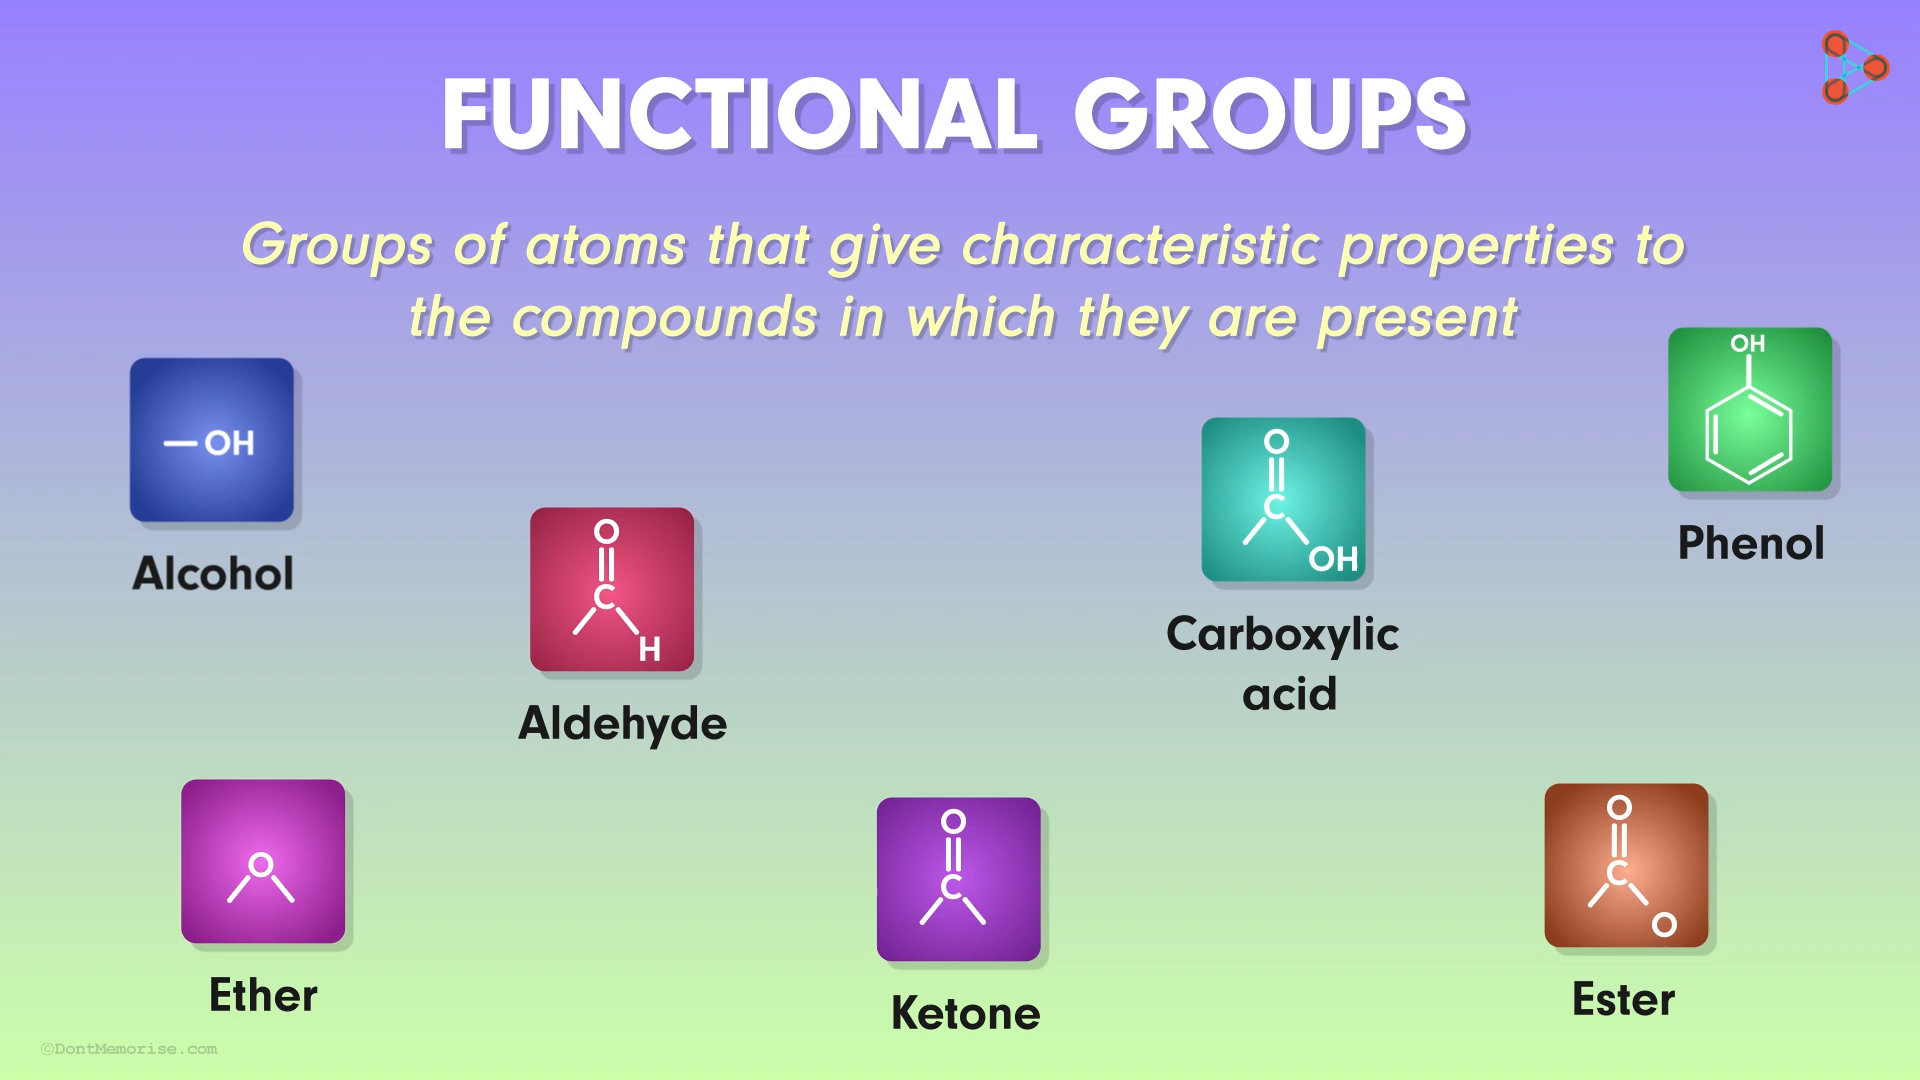 FUNCTIONAL GROUPS
Groups of atoms that give characteristic properties to
the compounds in which they are present
OH
Alcohol
O
C
H
Aldehyde
O
C
OH
Carboxylic
acid
OH
Phenol
O
Ether
O
C
Ketone
O
C
O
Ester
©DontMemorise.com